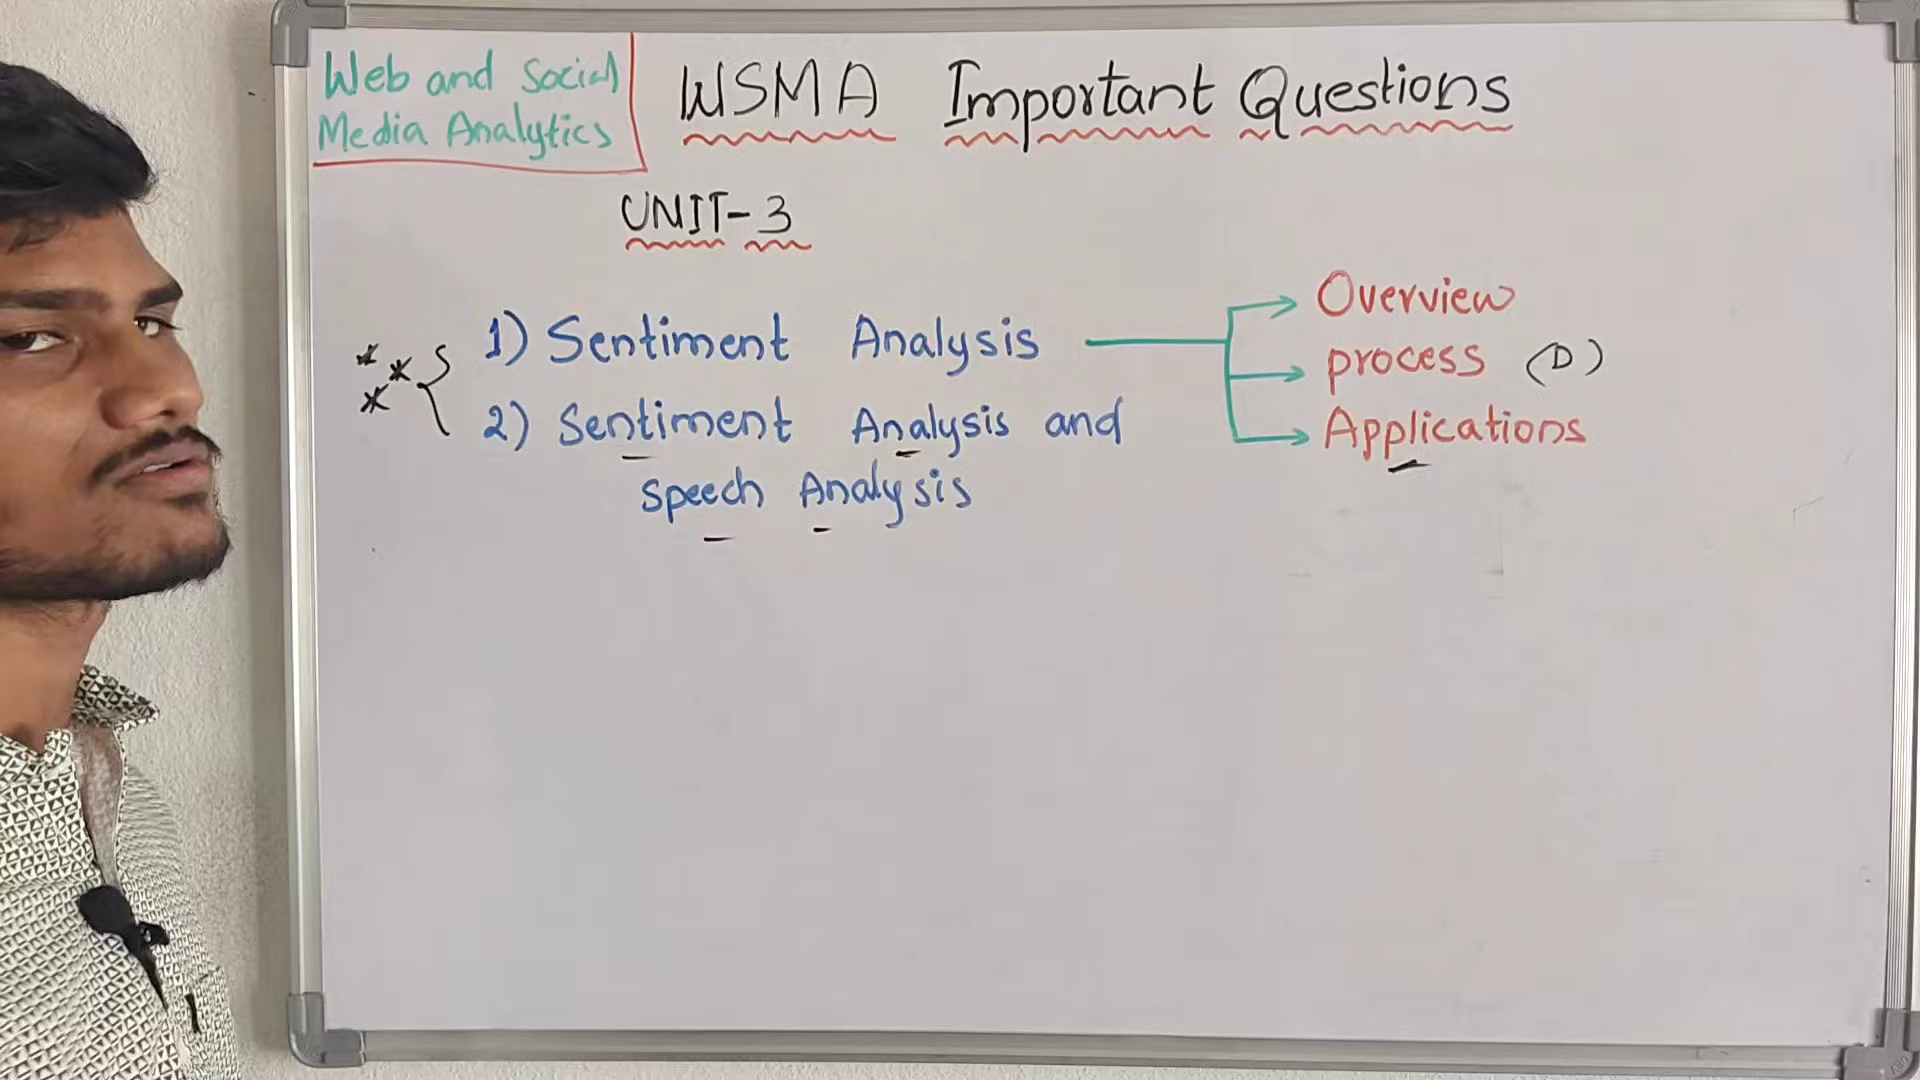 Web and Social
Media Analytics
WSMA Important Questions
UNIT-3
1) Sentiment Analysis
Overview
process (D)
Applications
2) Sentiment Analysis and
Speech Analysis